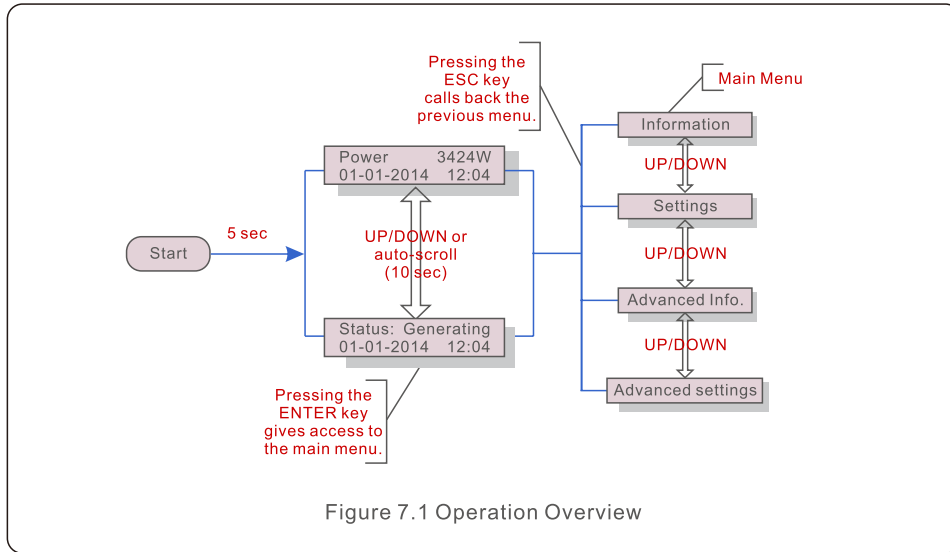 Pressing the
ESC key
calls back the
previous menu.
Main Menu
Information
UP/DOWN
Settings
UP/DOWN
Advanced Info.
UP/DOWN
Advanced settings
Power 3424W
01-01-2014 12:04
UP/DOWN or
auto-scroll
(10 sec)
Status: Generating
01-01-2014 12:04
Start
5 sec
Pressing the
ENTER key
gives access to
the main menu.
Figure 7.1 Operation Overview